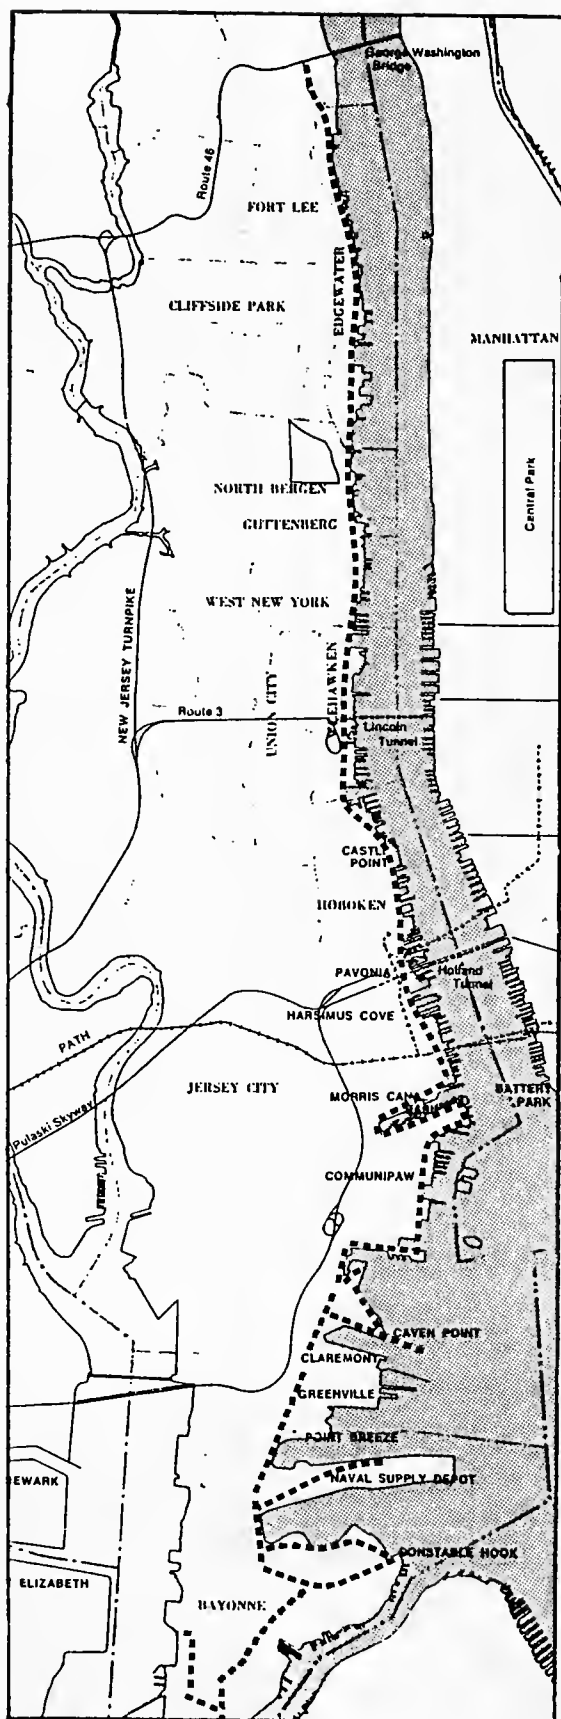 George Washington
Bridge
Route 46
FORT LEE
EDGEWATER
CLIFFSIDE PARK
MANHATTAN
Central Park
NORTH BERGEN
GUTTENBERG
WEST NEW YORK
NEW JERSEY TURNPIKE
UNION CITY
WEEHAWKEN
Route 3
Lincoln
Tunnel
CASTLE
POINT
HOBOKEN
PAVONIA
Holland
Tunnel
HARSIMUS COVE
PATH
JERSEY CITY
MORRIS CANAL
BATTERY
PARK
Pulaski Skyway
COMMUNIPAW
CAVEN POINT
CLAREMONT
GREENVILLE
POINT BREEZE
NAVAL SUPPLY DEPOT
EWARK
CONSTABLE HOOK
ELIZABETH
BAYONNE